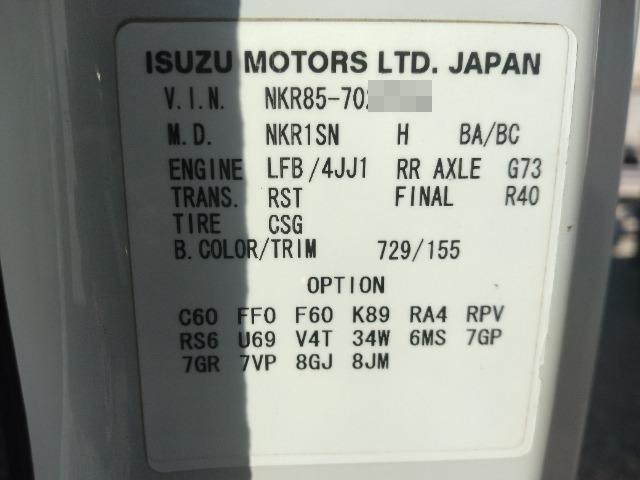 ISUZU MOTORS LTD. JAPAN
V.I.N. NKR85-702
M.D. NKR1SN H BA/BC
ENGINE LFB/4JJ1 RR AXLE G73
TRANS. RST FINAL R40
TIRE CSG
B.COLOR/TRIM 729/155
OPTION
C60 FF0 F60 K89 RA4 RPV
RS6 U69 V4T 34W 6MS 7GP
7GR 7VP 8GJ 8JM